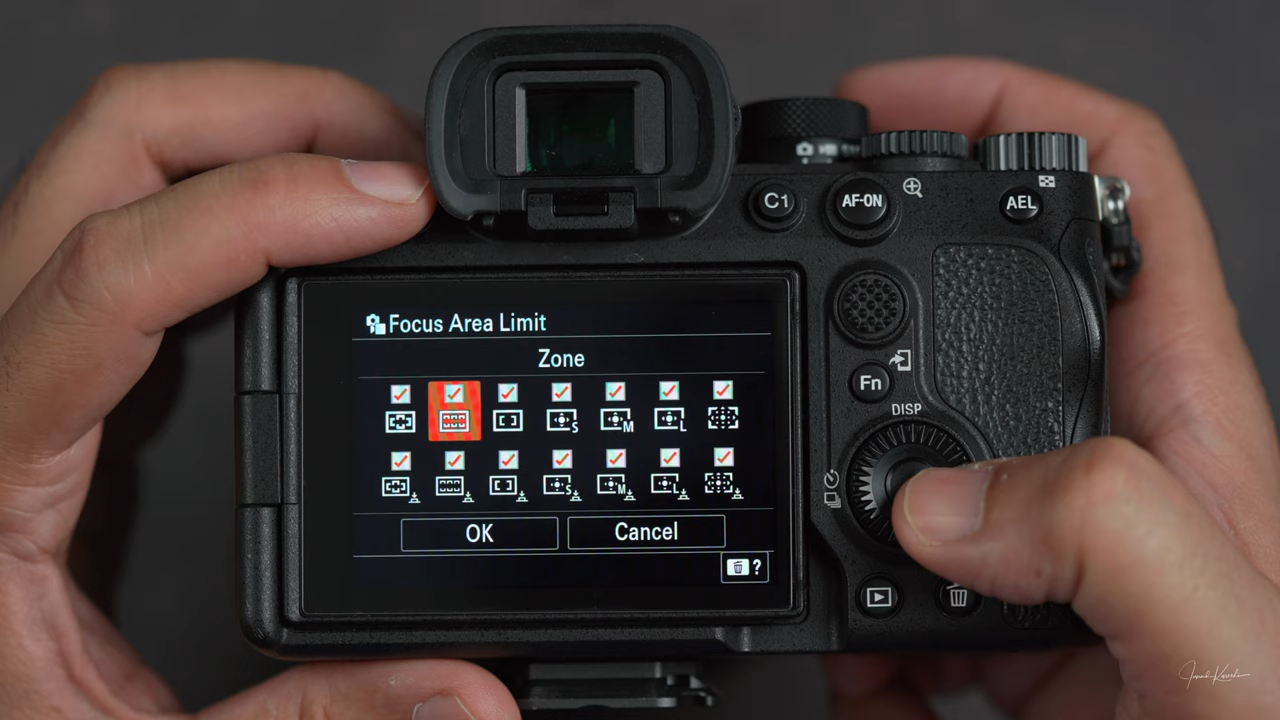 C1
AF-ON
AEL
Focus Area Limit
Zone
S M L
S M L
OK Cancel
?
Fn
DISP